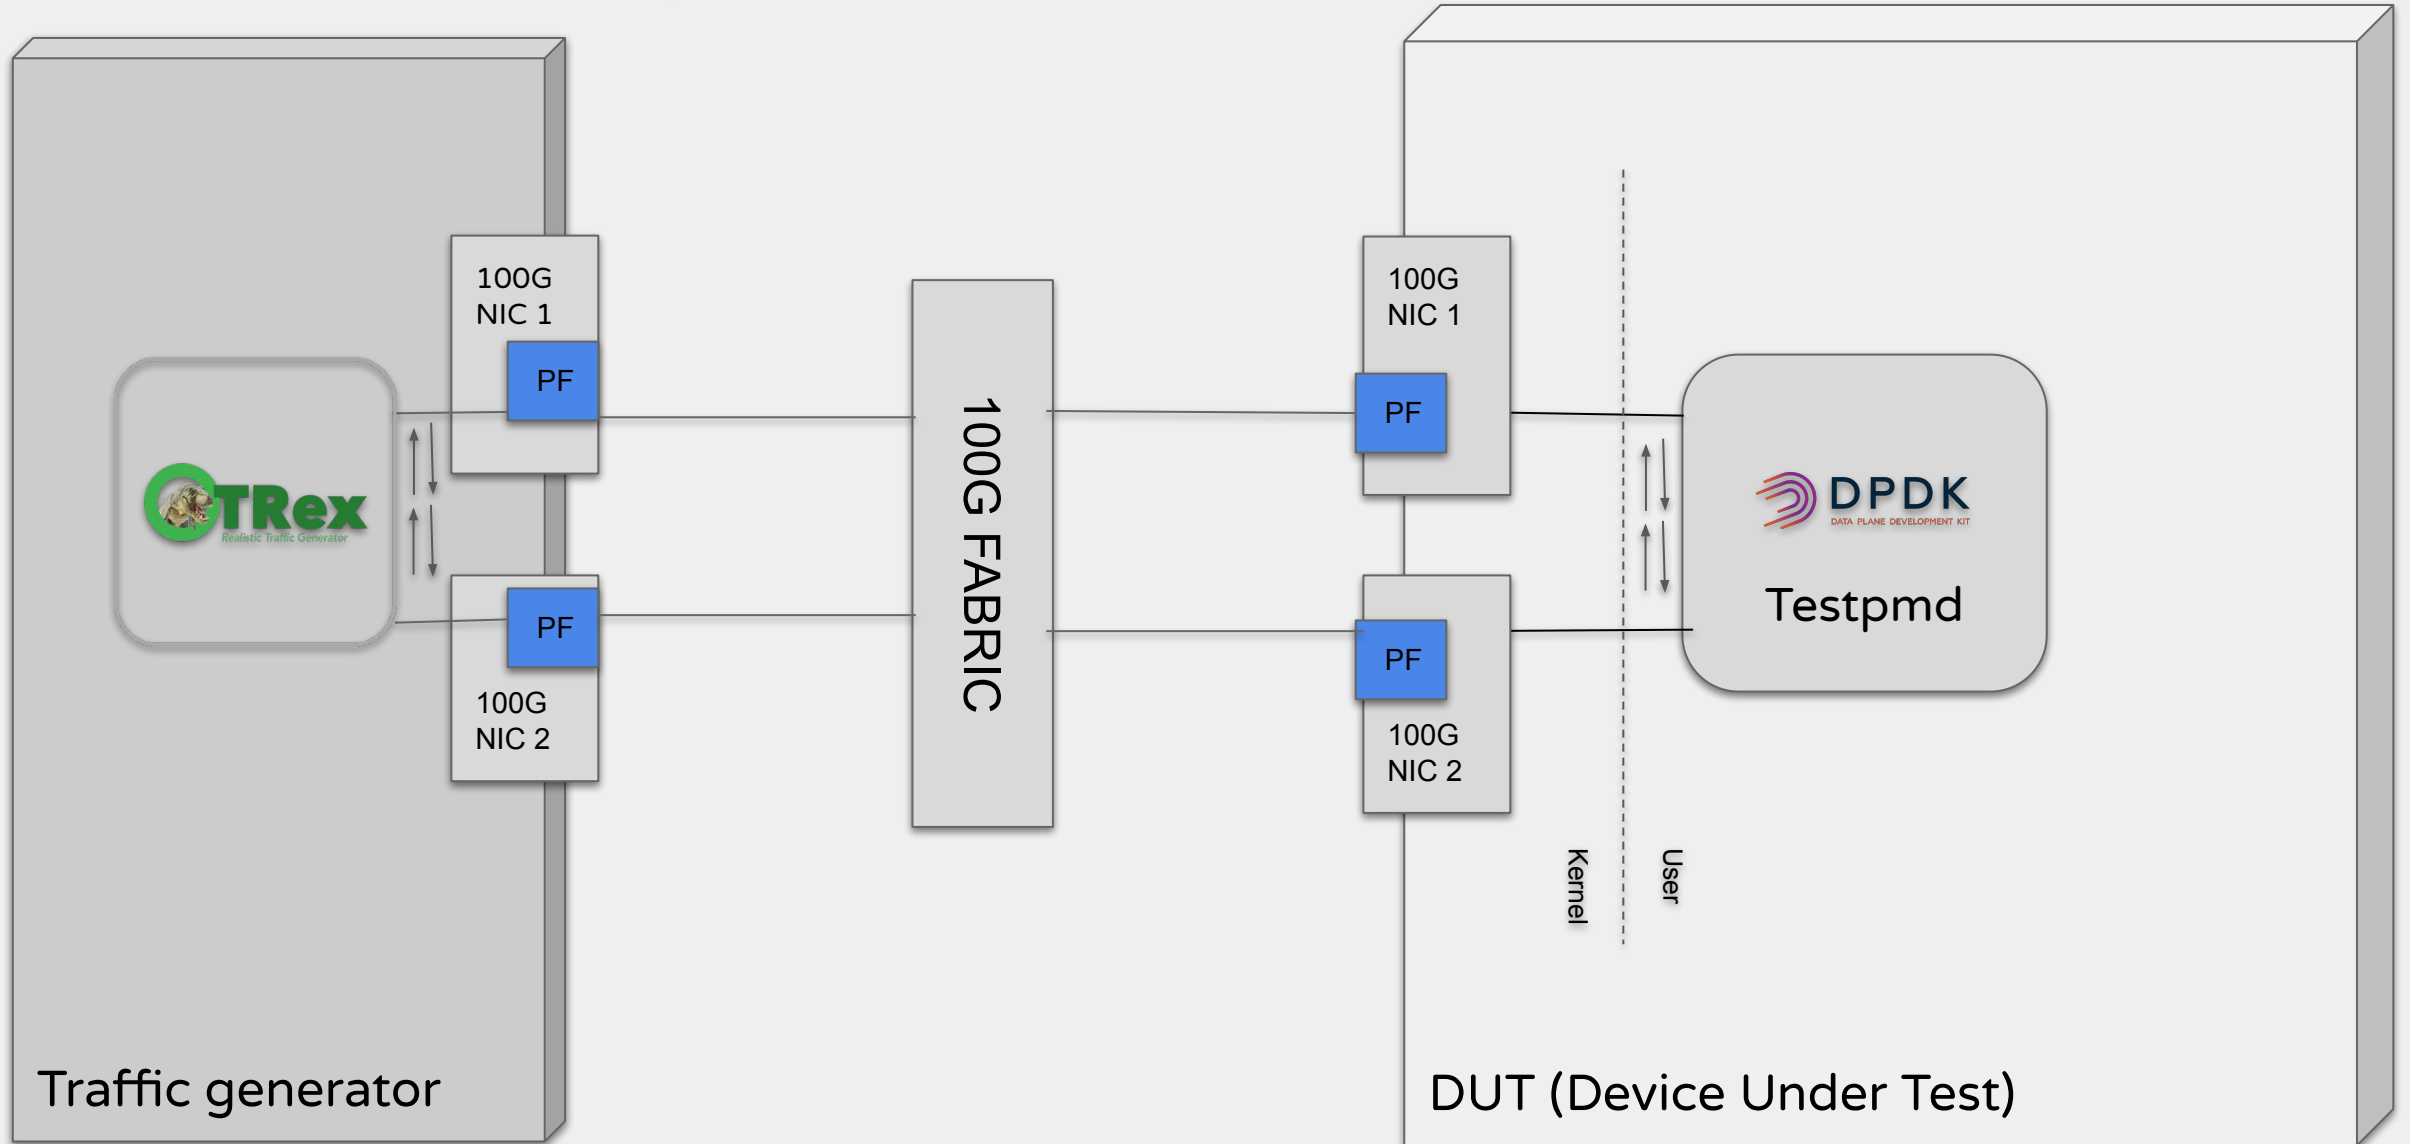 100G
NIC 1
PF
TRex
Realistic Traffic Generator
PF
100G
NIC 2
Traffic generator
100G FABRIC
100G
NIC 1
PF
PF
100G
NIC 2
Kernel
User
DPDK
DATA PLANE DEVELOPMENT KIT
Testpmd
DUT (Device Under Test)